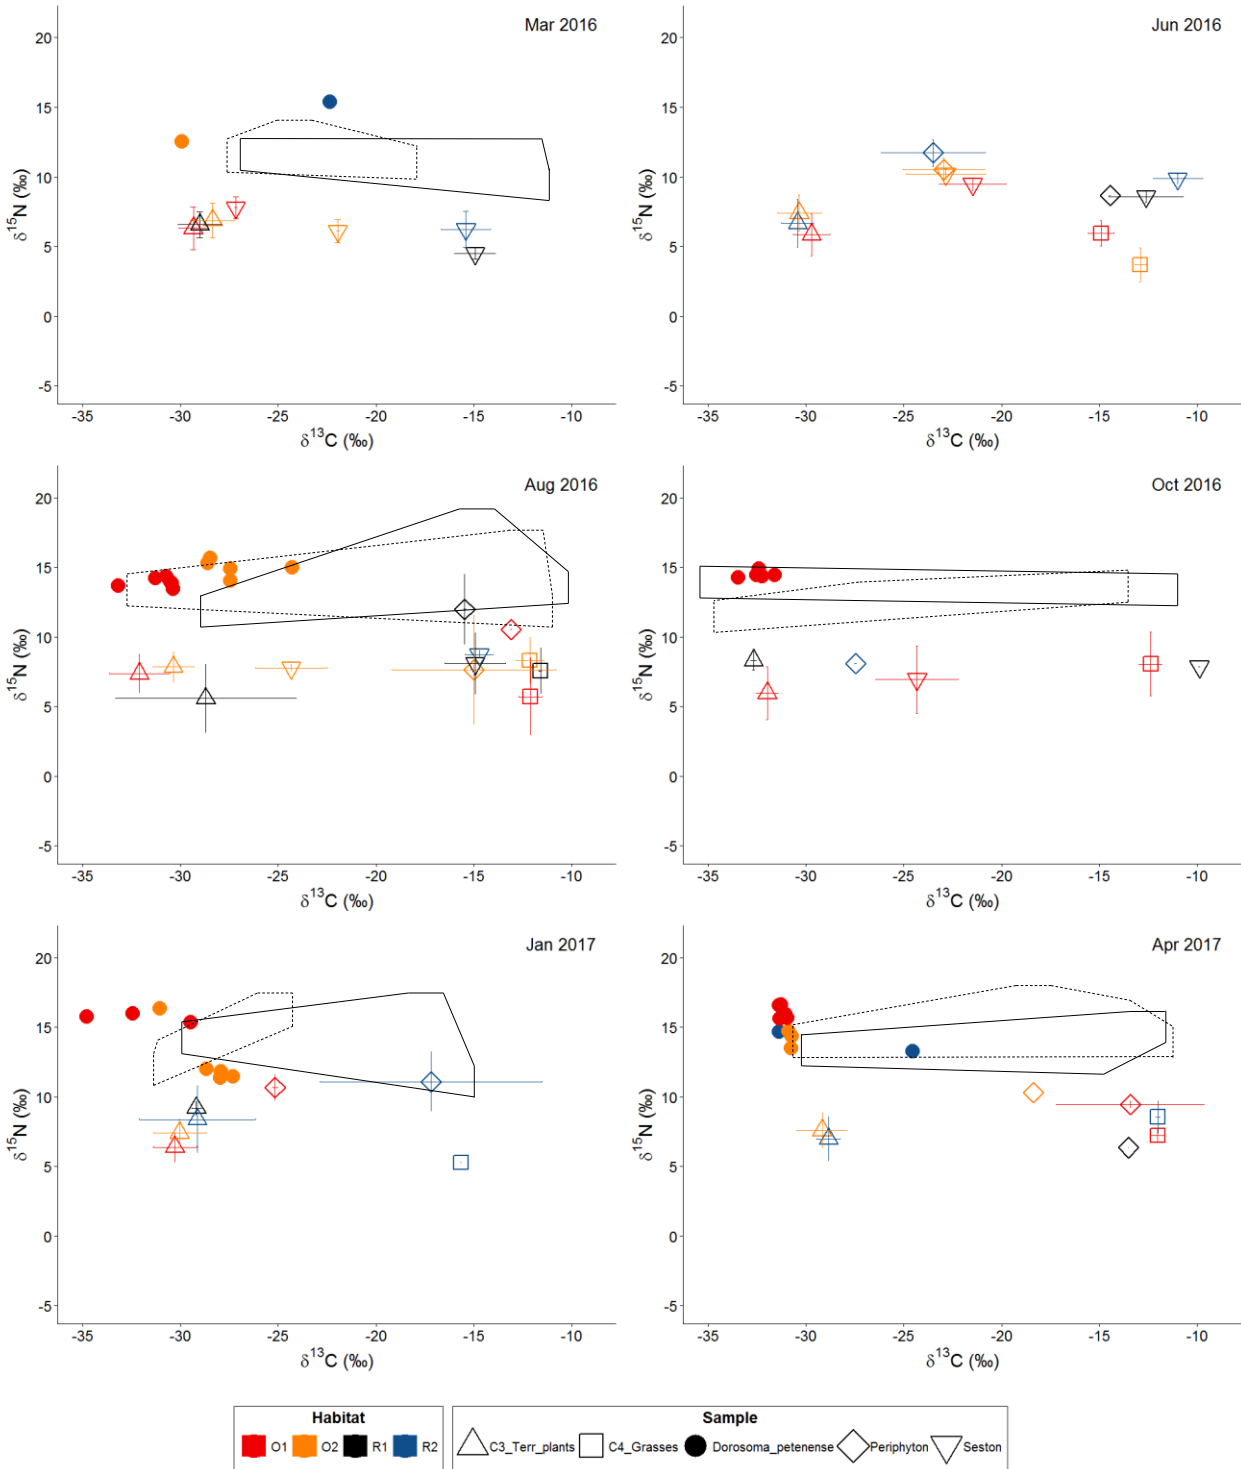 Mar 2016
20
15
10
5
0
-5
δ15N (‰)
-35 -30 -25 -20 -15 -10
δ13C (‰)
Jun 2016
20
15
10
5
0
-5
δ15N (‰)
-35 -30 -25 -20 -15 -10
δ13C (‰)
Aug 2016
20
15
10
5
0
-5
δ15N (‰)
-35 -30 -25 -20 -15 -10
δ13C (‰)
Oct 2016
20
15
10
5
0
-5
δ15N (‰)
-35 -30 -25 -20 -15 -10
δ13C (‰)
Jan 2017
20
15
10
5
0
-5
δ15N (‰)
-35 -30 -25 -20 -15 -10
δ13C (‰)
Apr 2017
20
15
10
5
0
-5
δ15N (‰)
-35 -30 -25 -20 -15 -10
δ13C (‰)
Habitat
O1 O2 R1 R2
Sample
C3_Terr_plants C4_Grasses Dorosoma_petenense Periphyton Seston